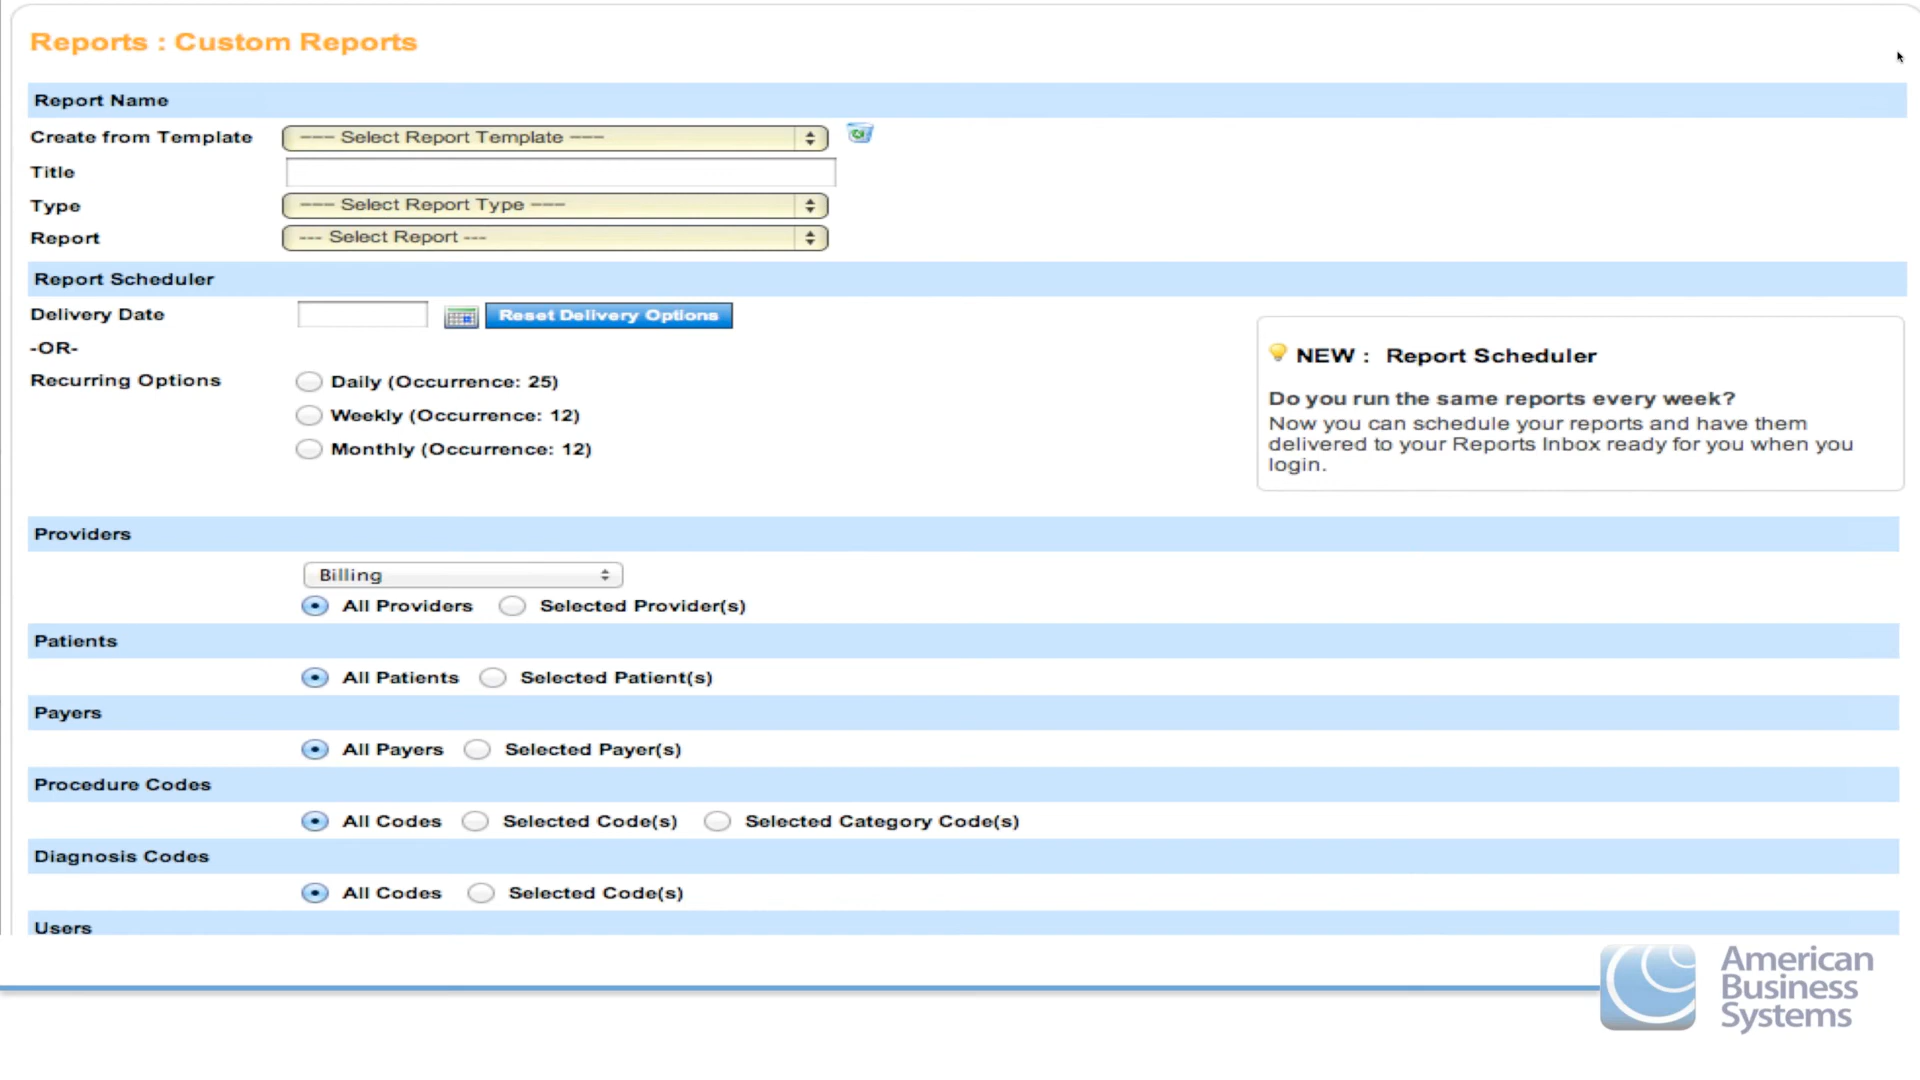 Reports : Custom Reports
Report Name
Create from Template --- Select Report Template ---
Title
Type --- Select Report Type ---
Report --- Select Report ---
Report Scheduler
Delivery Date Reset Delivery Options
-OR-
Recurring Options Daily (Occurrence: 25)
Weekly (Occurrence: 12)
Monthly (Occurrence: 12)
NEW : Report Scheduler
Do you run the same reports every week?
Now you can schedule your reports and have them
delivered to your Reports Inbox ready for you when you
login.
Providers
Billing
All Providers Selected Provider(s)
Patients
All Patients Selected Patient(s)
Payers
All Payers Selected Payer(s)
Procedure Codes
All Codes Selected Code(s) Selected Category Code(s)
Diagnosis Codes
All Codes Selected Code(s)
Users
American
Business
Systems